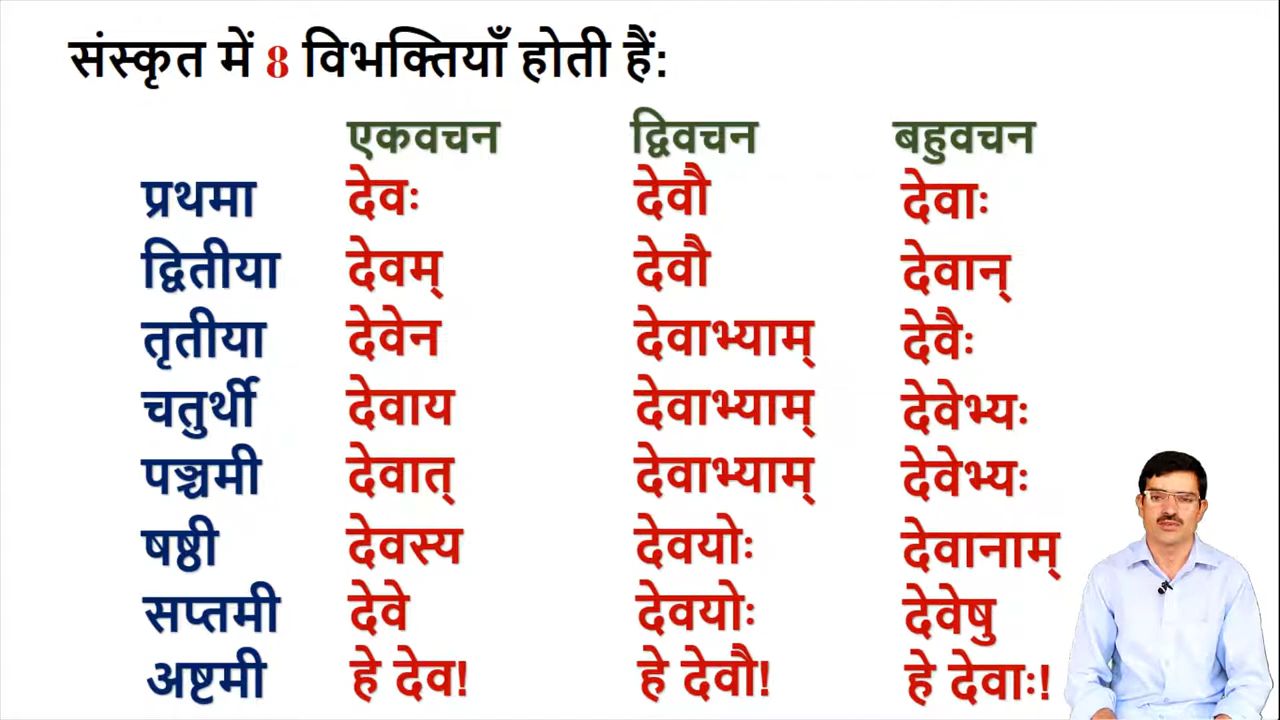 संस्कृत में 8 विभक्तियाँ होती हैं:
एकवचन द्विवचन बहुवचन
प्रथमा देवः देवौ देवाः
द्वितीया देवम् देवौ देवान्
तृतीया देवेन देवाभ्याम् देवैः
चतुर्थी देवाय देवाभ्याम् देवेभ्यः
पञ्चमी देवात् देवाभ्याम् देवेभ्यः
षष्ठी देवस्य देवयोः देवानाम्
सप्तमी देवे देवयोः देवेषु
अष्टमी हे देव! हे देवौ! हे देवाः!